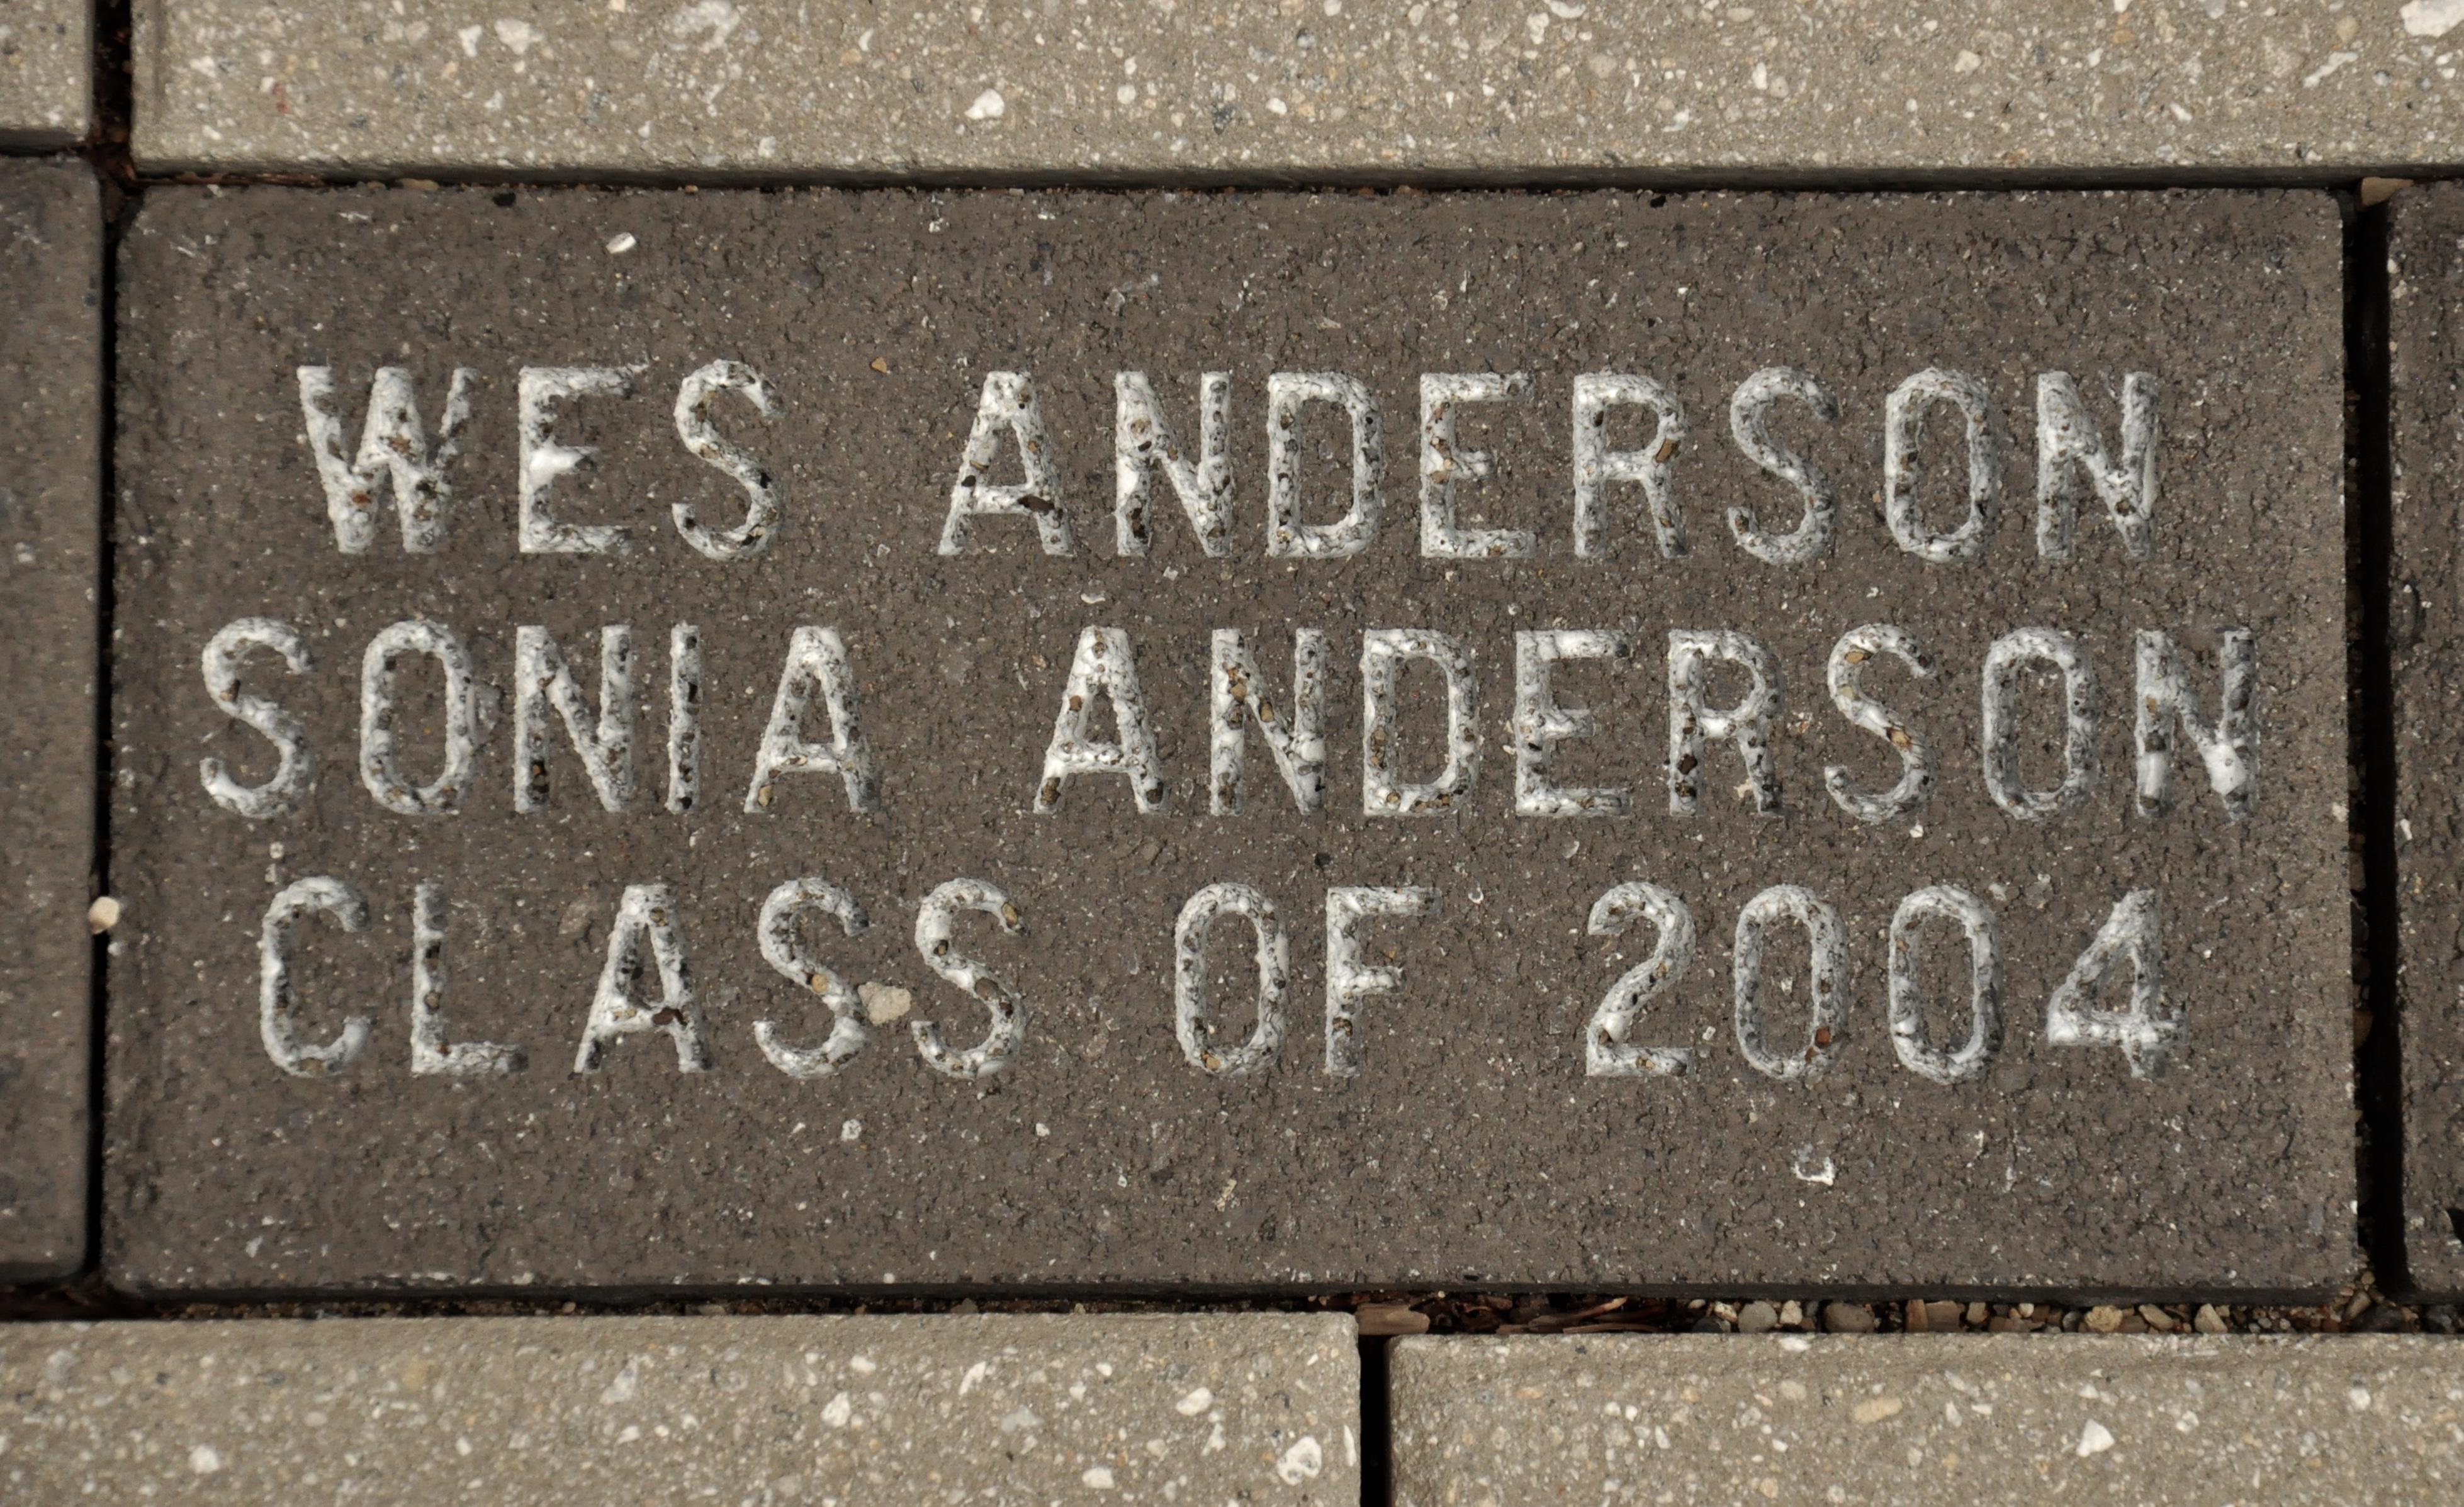 WES ANDERSON
SONIA ANDERSON
CLASS OF 2004